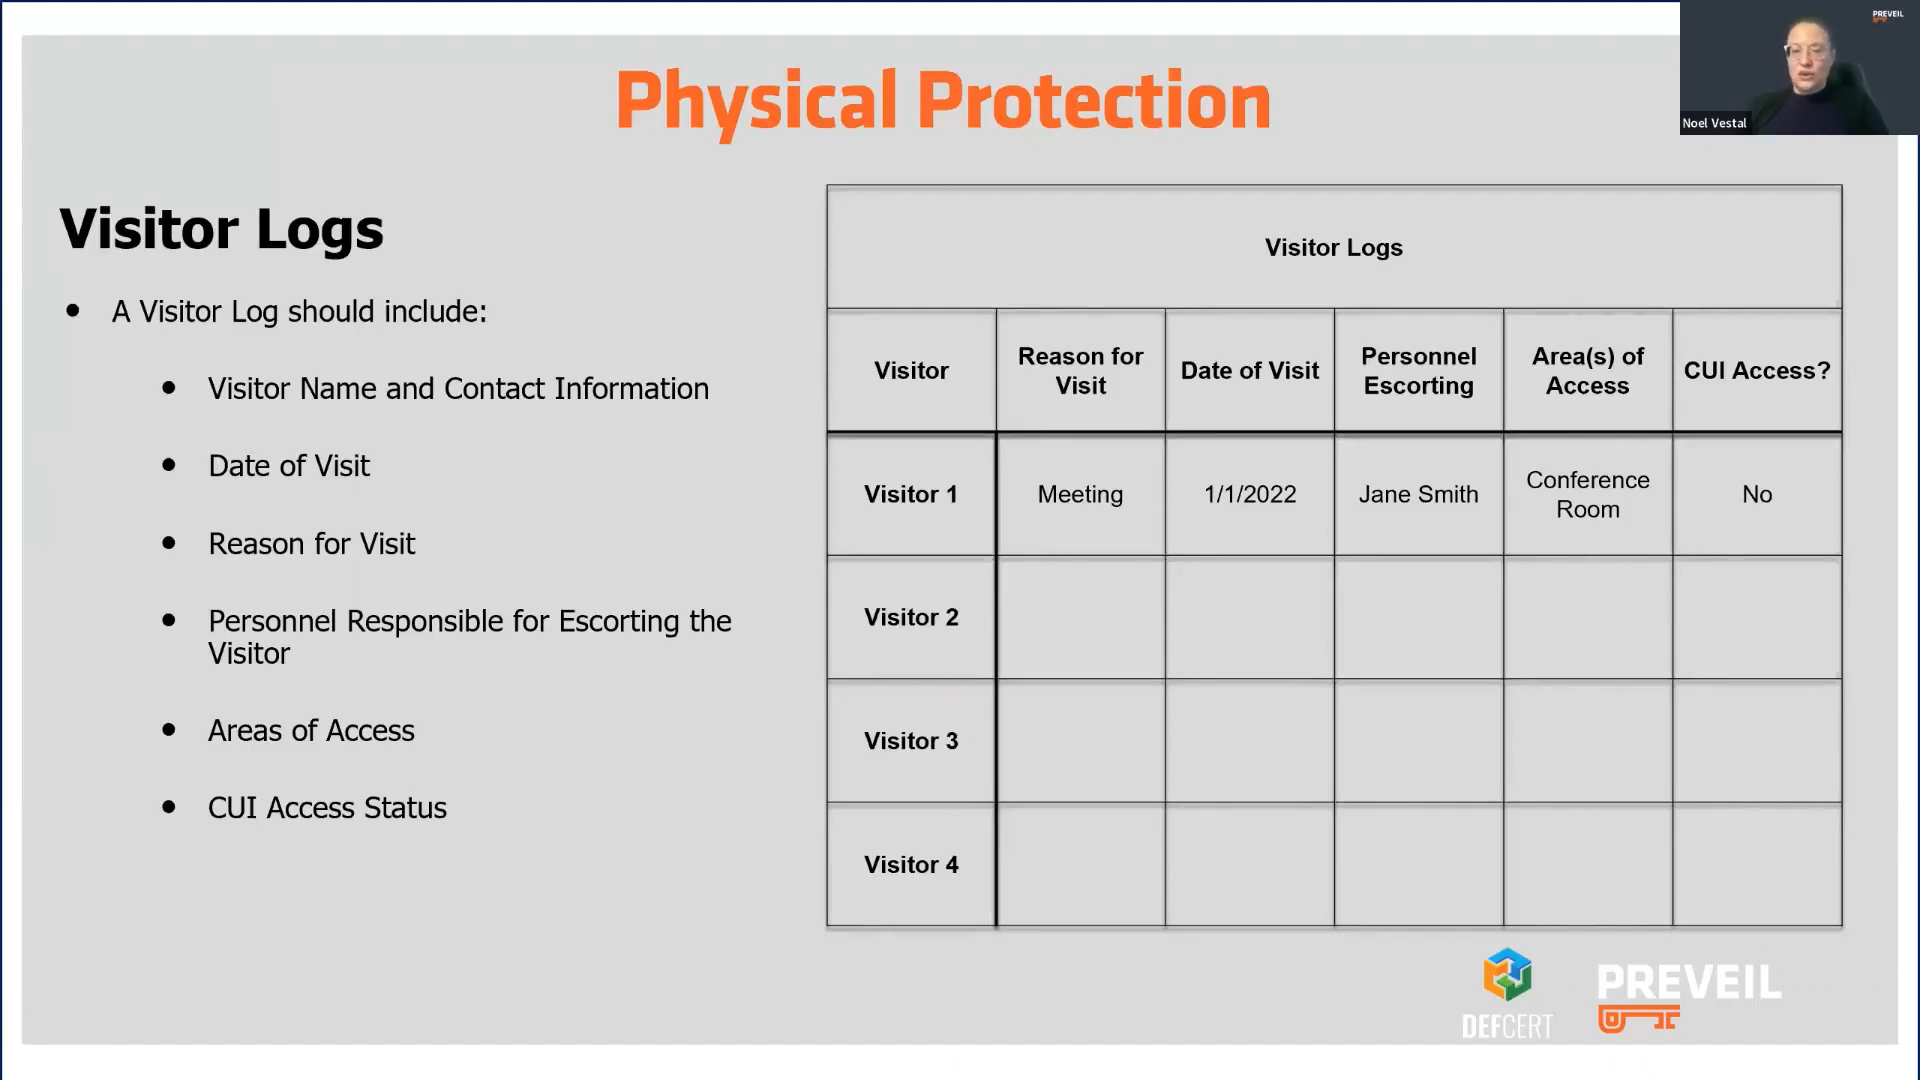 Physical Protection
PREVEIL
Noel Vestal
Visitor Logs
• A Visitor Log should include:
• Visitor Name and Contact Information
• Date of Visit
• Reason for Visit
• Personnel Responsible for Escorting the
Visitor
• Areas of Access
• CUI Access Status
Visitor Logs
Visitor
Reason for
Visit
Date of Visit
Personnel
Escorting
Area(s) of
Access
CUI Access?
Visitor 1
Meeting
1/1/2022
Jane Smith
Conference
Room
No
Visitor 2
Visitor 3
Visitor 4
DEFCERT
PREVEIL